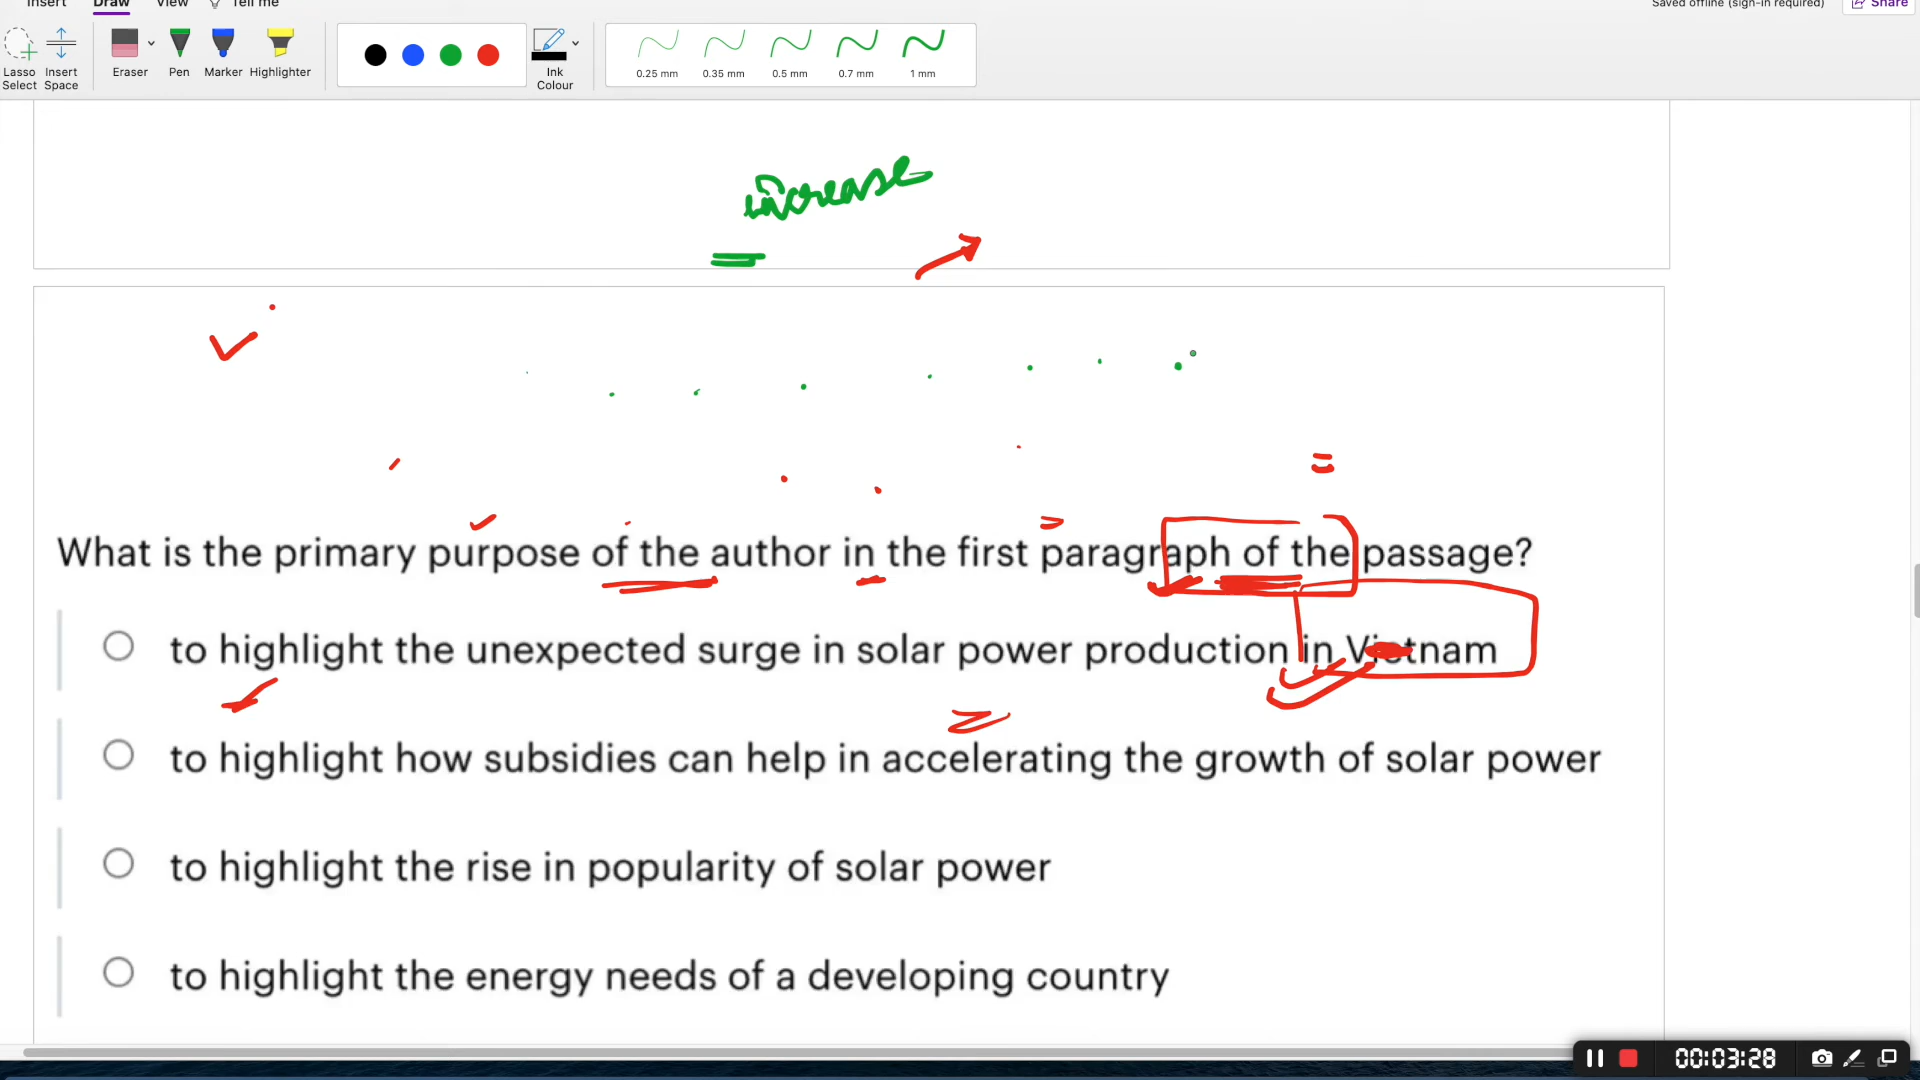 Insert Draw View Tell me Saved offline (sign-in required) Share
Lasso Select Insert Space Eraser Pen Marker Highlighter Ink Colour 0.25 mm 0.35 mm 0.5 mm 0.7 mm 1 mm
increase
What is the primary purpose of the author in the first paragraph of the passage?
to highlight the unexpected surge in solar power production in Vietnam
to highlight how subsidies can help in accelerating the growth of solar power
to highlight the rise in popularity of solar power
to highlight the energy needs of a developing country
00:03:28